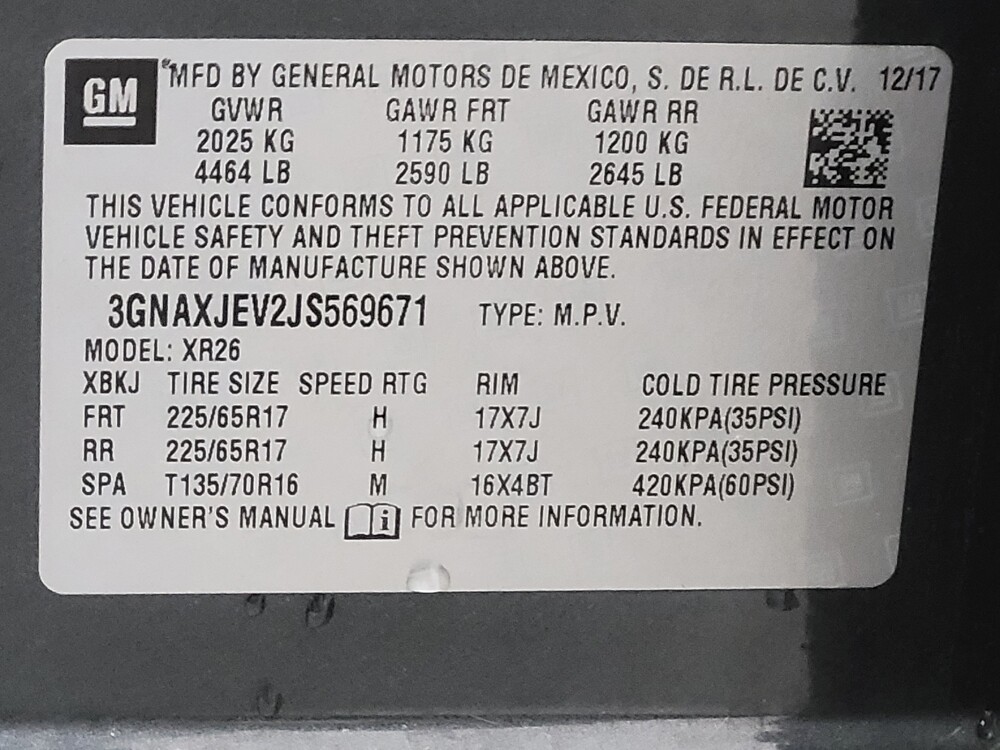 GM MFD BY GENERAL MOTORS DE MEXICO, S. DE R.L. DE C.V. 12/17
GVWR GAWR FRT GAWR RR
2025 KG 1175 KG 1200 KG
4464 LB 2590 LB 2645 LB
THIS VEHICLE CONFORMS TO ALL APPLICABLE U.S. FEDERAL MOTOR
VEHICLE SAFETY AND THEFT PREVENTION STANDARDS IN EFFECT ON
THE DATE OF MANUFACTURE SHOWN ABOVE.
3GNAXJEV2JS569671 TYPE: M.P.V.
MODEL: XR26
XBKJ TIRE SIZE SPEED RTG RIM COLD TIRE PRESSURE
FRT 225/65R17 H 17X7J 240KPA(35PSI)
RR 225/65R17 H 17X7J 240KPA(35PSI)
SPA T135/70R16 M 16X4BT 420KPA(60PSI)
SEE OWNER'S MANUAL i FOR MORE INFORMATION.